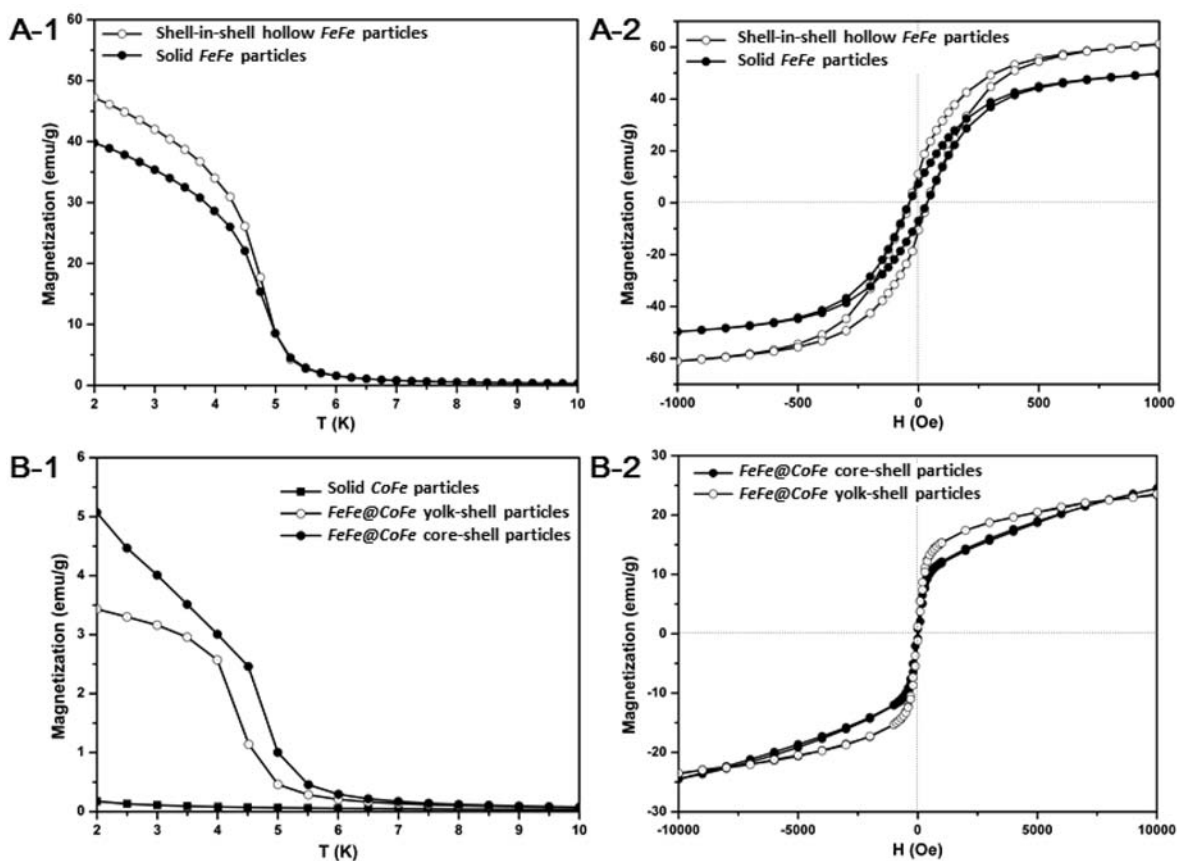 A-1
Shell-in-shell hollow FeFe particles
Solid FeFe particles
Magnetization (emu/g)
60
50
40
30
20
10
0
2 3 4 5 6 7 8 9 10
T (K)
A-2
Shell-in-shell hollow FeFe particles
Solid FeFe particles
Magnetization (emu/g)
60
40
20
0
-20
-40
-60
-1000 -500 0 500 1000
H (Oe)
B-1
Solid CoFe particles
FeFe@CoFe yolk-shell particles
FeFe@CoFe core-shell particles
Magnetization (emu/g)
6
5
4
3
2
1
0
2 3 4 5 6 7 8 9 10
T (K)
B-2
FeFe@CoFe core-shell particles
FeFe@CoFe yolk-shell particles
Magnetization (emu/g)
30
20
10
0
-10
-20
-30
-10000 -5000 0 5000 10000
H (Oe)